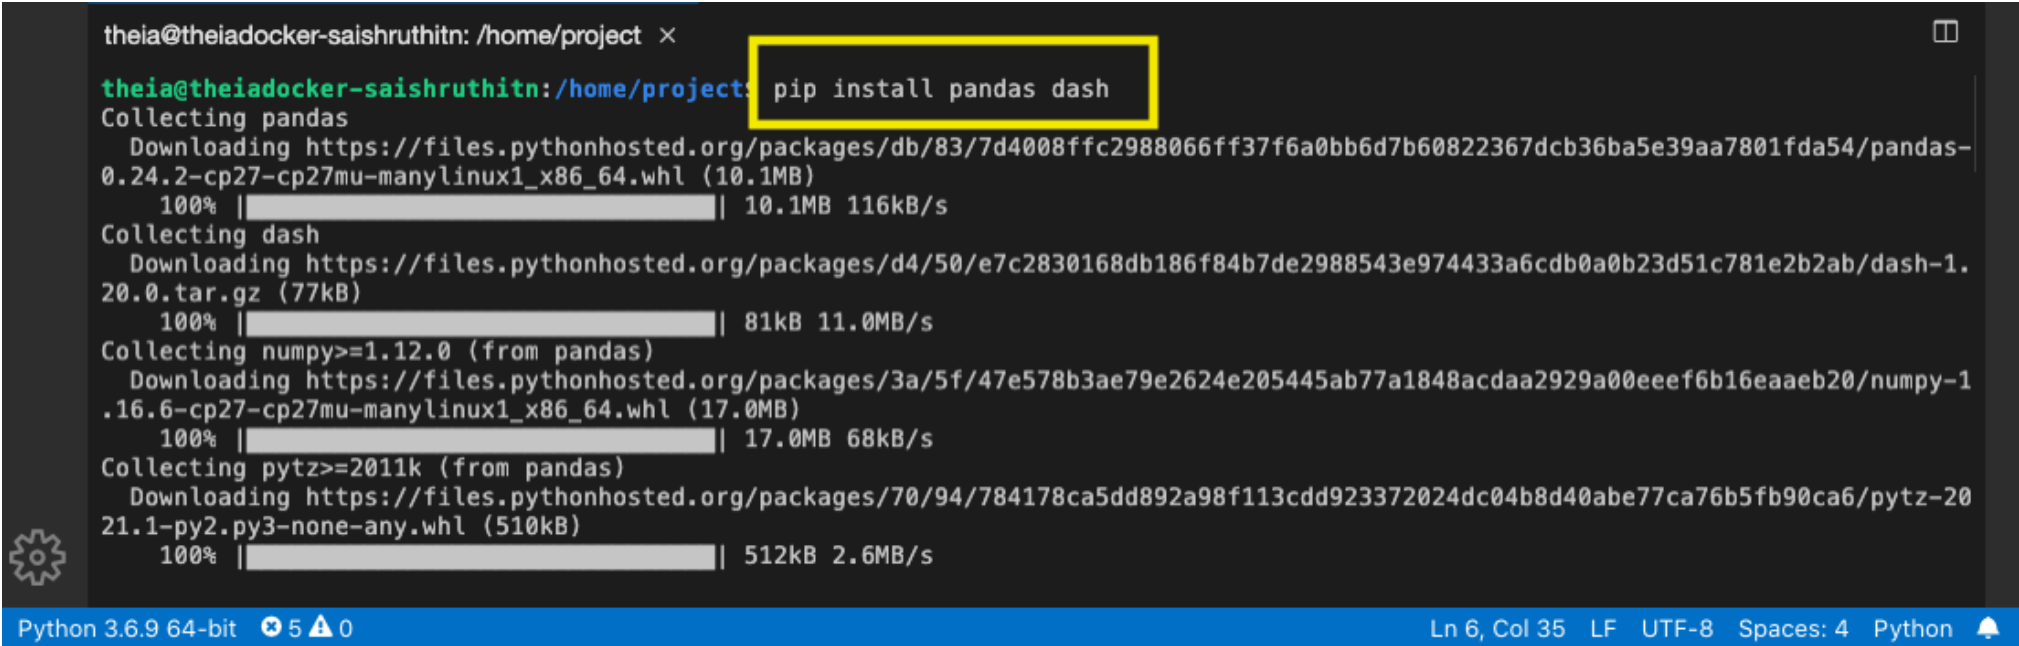 theia@theiadocker-saishruthitn: /home/project ×
theia@theiadocker-saishruthitn:/home/project$ pip install pandas dash
Collecting pandas
Downloading https://files.pythonhosted.org/packages/db/83/7d4008ffc2988066ff37f6a0bb6d7b60822367dcb36ba5e39aa7801fda54/pandas-
0.24.2-cp27-cp27mu-manylinux1_x86_64.whl (10.1MB)
100% || 10.1MB 116kB/s
Collecting dash
Downloading https://files.pythonhosted.org/packages/d4/50/e7c2830168db186f84b7de2988543e974433a6cdb0a0b23d51c781e2b2ab/dash-1.
20.0.tar.gz (77kB)
100% || 81kB 11.0MB/s
Collecting numpy>=1.12.0 (from pandas)
Downloading https://files.pythonhosted.org/packages/3a/5f/47e578b3ae79e2624e205445ab77a1848acdaa2929a00eeef6b16eaaeb20/numpy-1
.16.6-cp27-cp27mu-manylinux1_x86_64.whl (17.0MB)
100% || 17.0MB 68kB/s
Collecting pytz>=2011k (from pandas)
Downloading https://files.pythonhosted.org/packages/70/94/784178ca5dd892a98f113cdd923372024dc04b8d40abe77ca76b5fb90ca6/pytz-20
21.1-py2.py3-none-any.whl (510kB)
100% || 512kB 2.6MB/s
Python 3.6.9 64-bit 5 0 Ln 6, Col 35 LF UTF-8 Spaces: 4 Python